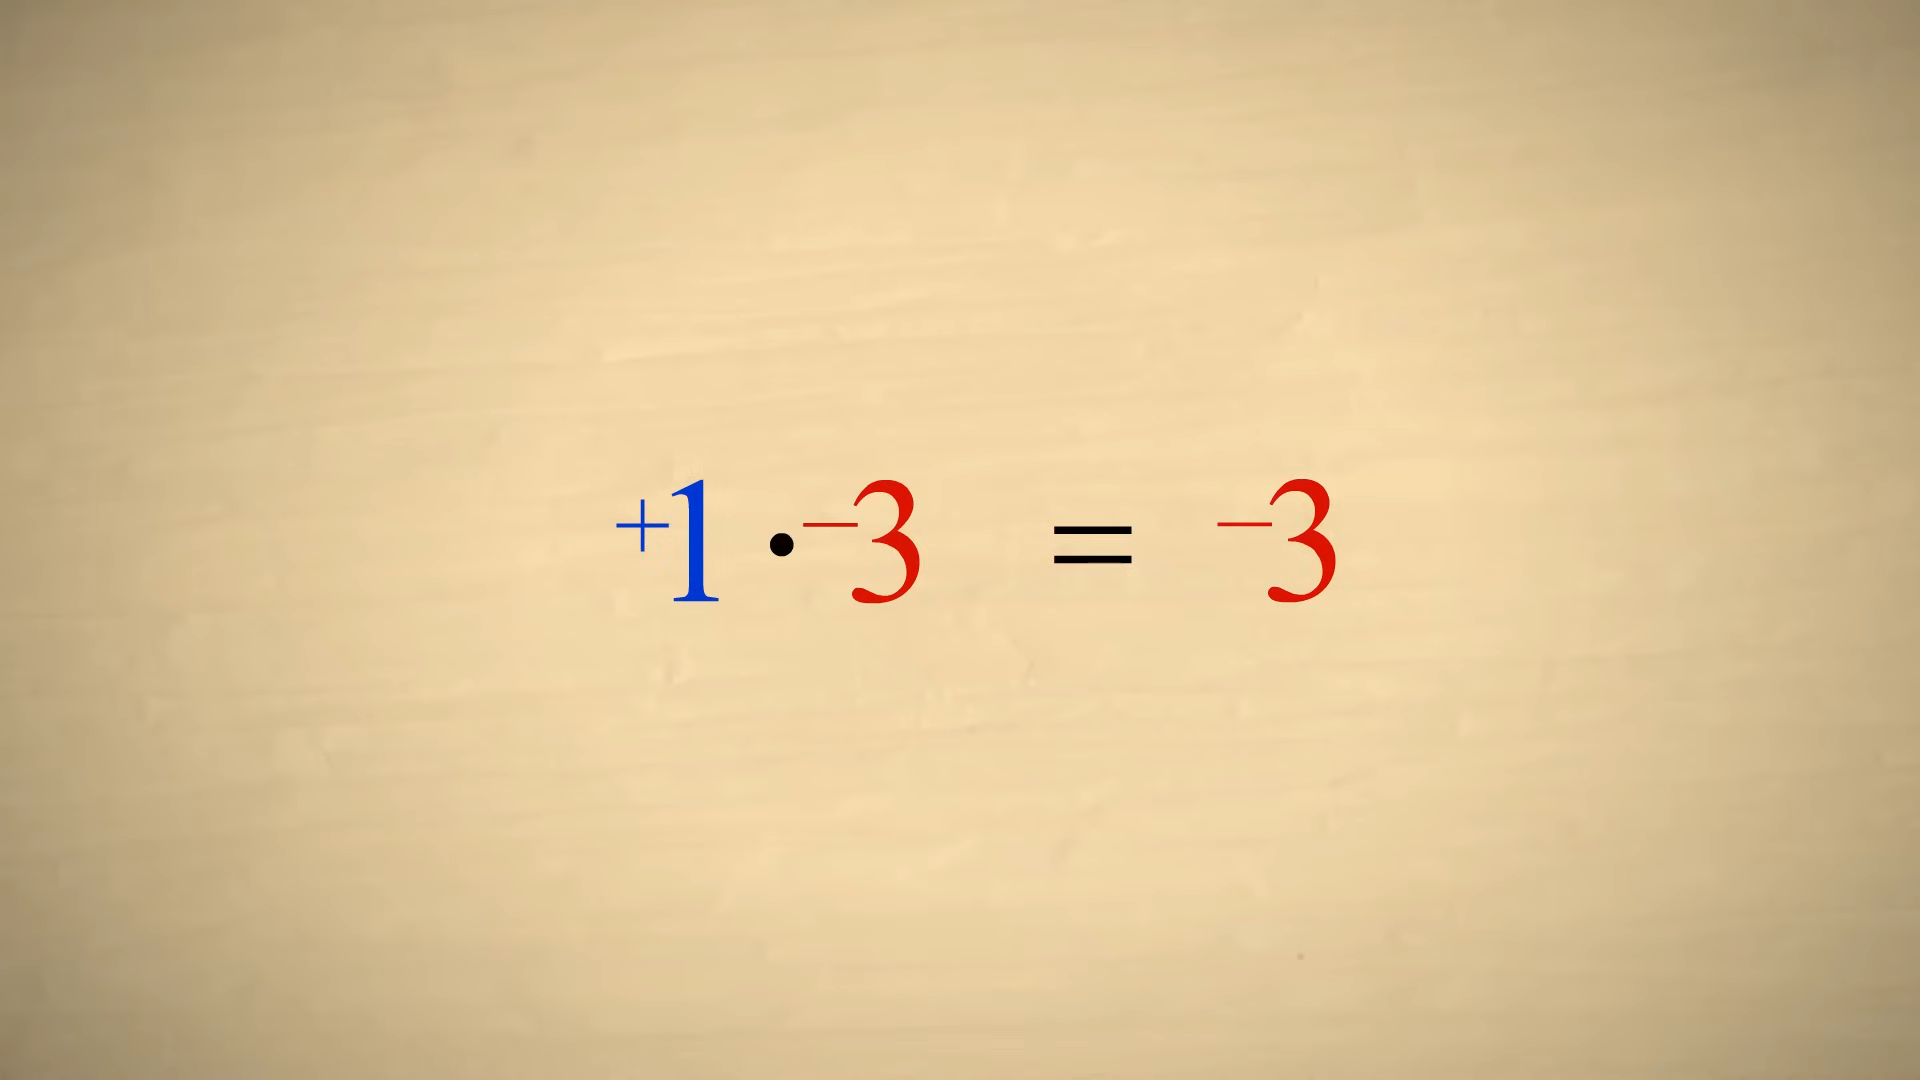 +1 • −3 = −3